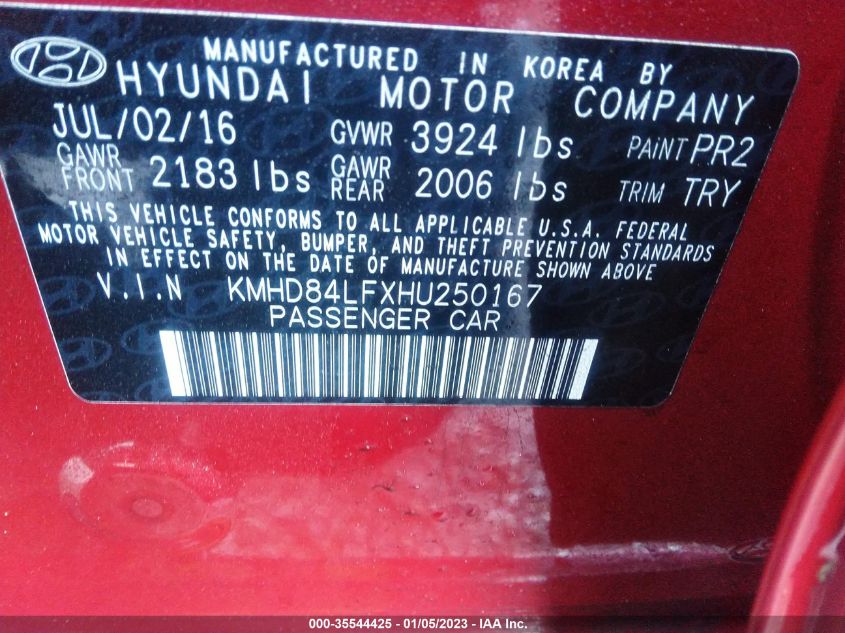 MANUFACTURED IN KOREA BY
HYUNDAI MOTOR COMPANY
JUL/02/16 GVWR 3924 lbs PAINT PR2
GAWR FRONT 2183 lbs GAWR REAR 2006 lbs TRIM TRY
THIS VEHICLE CONFORMS TO ALL APPLICABLE U.S.A. FEDERAL
MOTOR VEHICLE SAFETY, BUMPER, AND THEFT PREVENTION STANDARDS
IN EFFECT ON THE DATE OF MANUFACTURE SHOWN ABOVE
V.I.N KMHD84LFXHU250167
PASSENGER CAR
000-35544425 - 01/05/2023 - IAA Inc.